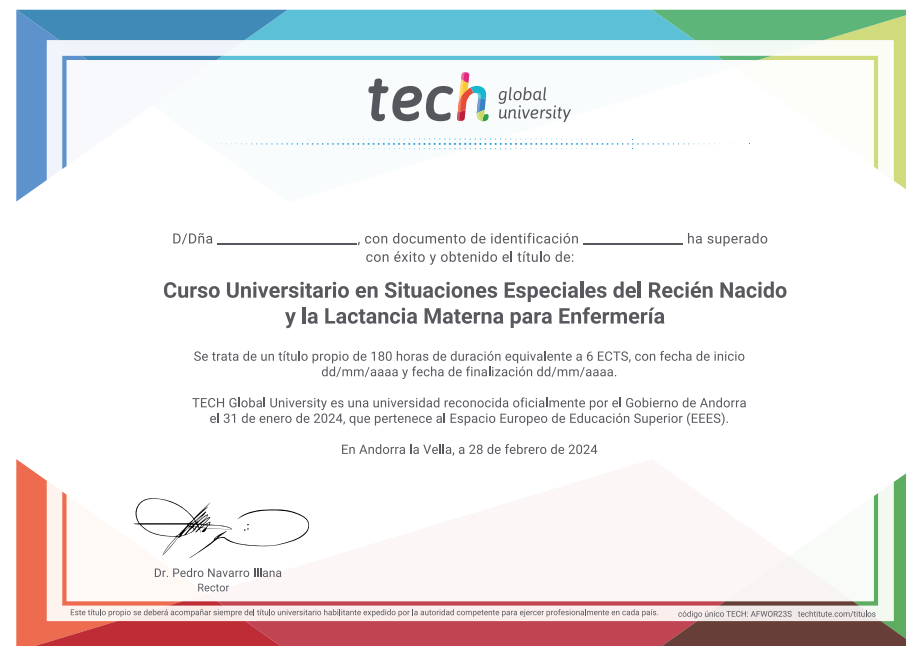 tech global university
D/Dña ____________________, con documento de identificación ______________ ha superado
con éxito y obtenido el título de:
Curso Universitario en Situaciones Especiales del Recién Nacido
y la Lactancia Materna para Enfermería
Se trata de un título propio de 180 horas de duración equivalente a 6 ECTS, con fecha de inicio
dd/mm/aaaa y fecha de finalización dd/mm/aaaa.
TECH Global University es una universidad reconocida oficialmente por el Gobierno de Andorra
el 31 de enero de 2024, que pertenece al Espacio Europeo de Educación Superior (EEES).
En Andorra la Vella, a 28 de febrero de 2024
Dr. Pedro Navarro Illana
Rector
Este título propio se deberá acompañar siempre del título universitario habilitante expedido por la autoridad competente para ejercer profesionalmente en cada país.
código único TECH: AFWOR23S techtitute.com/titulos